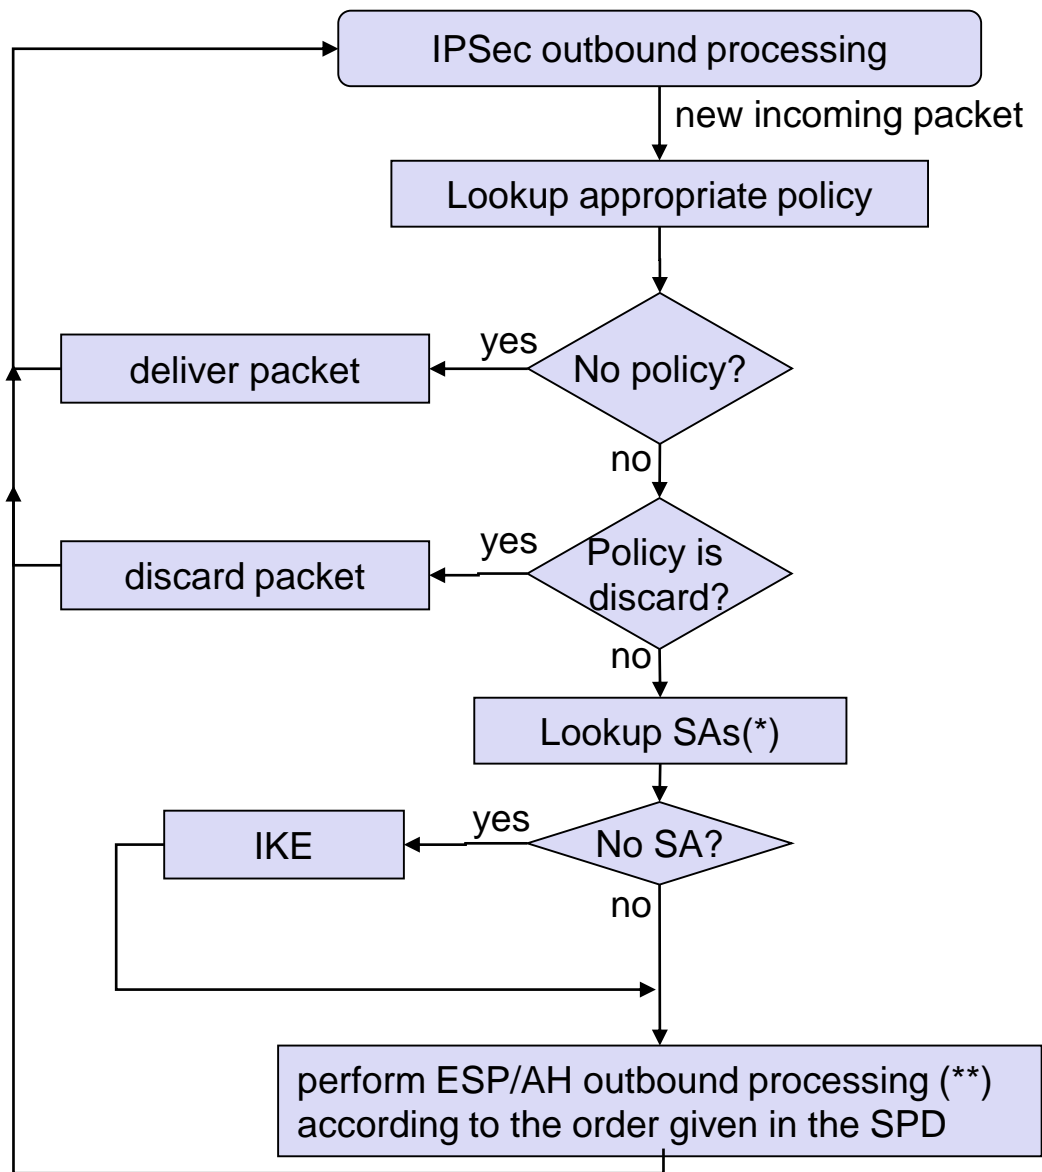 IPSec outbound processing
new incoming packet
Lookup appropriate policy
yes
deliver packet
No policy?
no
yes
discard packet
Policy is
discard?
no
Lookup SAs(*)
yes
IKE
No SA?
no
perform ESP/AH outbound processing (**)
according to the order given in the SPD